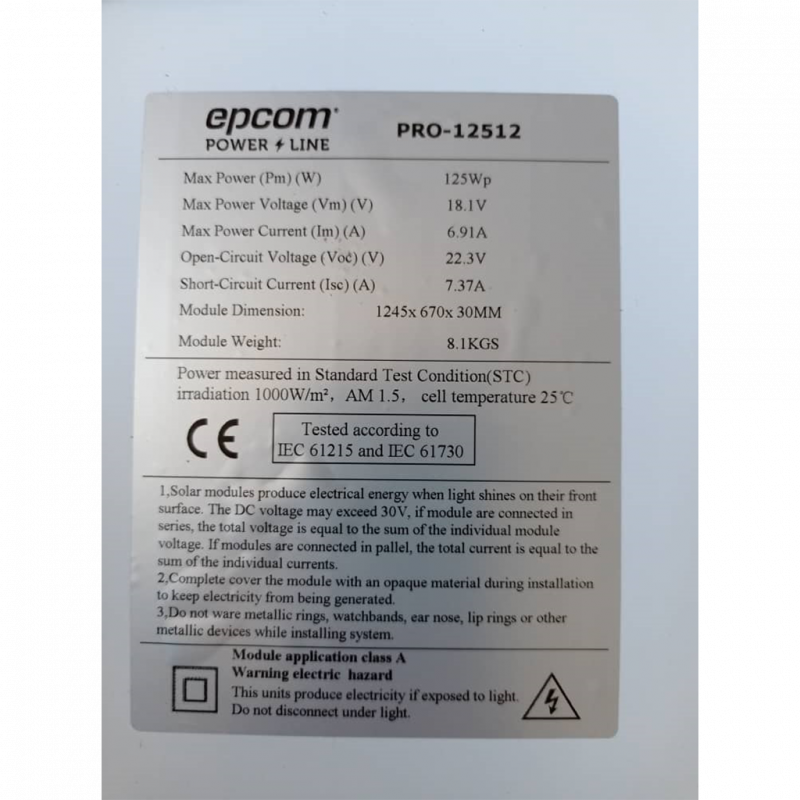 epcom
POWER LINE
PRO-12512
Max Power (Pm) (W) 125Wp
Max Power Voltage (Vm) (V) 18.1V
Max Power Current (Im) (A) 6.91A
Open-Circuit Voltage (Voc) (V) 22.3V
Short-Circuit Current (Isc) (A) 7.37A
Module Dimension: 1245x 670x 30MM
Module Weight: 8.1KGS
Power measured in Standard Test Condition(STC)
irradiation 1000W/m², AM 1.5, cell temperature 25℃
CE
Tested according to
IEC 61215 and IEC 61730
1,Solar modules produce electrical energy when light shines on their front
surface. The DC voltage may exceed 30V, if module are connected in
series, the total voltage is equal to the sum of the individual module
voltage. If modules are connected in pallel, the total current is equal to the
sum of the individual currents.
2,Complete cover the module with an opaque material during installation
to keep electricity from being generated.
3,Do not ware metallic rings, watchbands, ear nose, lip rings or other
metallic devices while installing system.
Module application class A
Warning electric hazard
This units produce electricity if exposed to light.
Do not disconnect under light.